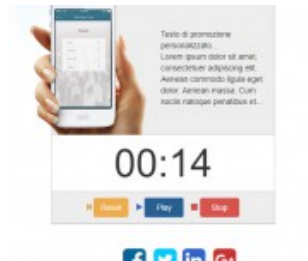 Testo di promozione
personalizzato...
Lorem ipsum dolor sit amet,
consectetuer adipiscing elit.
Aenean commodo ligula eget
dolor. Aenean massa. Cum
sociis natoque penatibus et...
00:14
Reset Play Stop